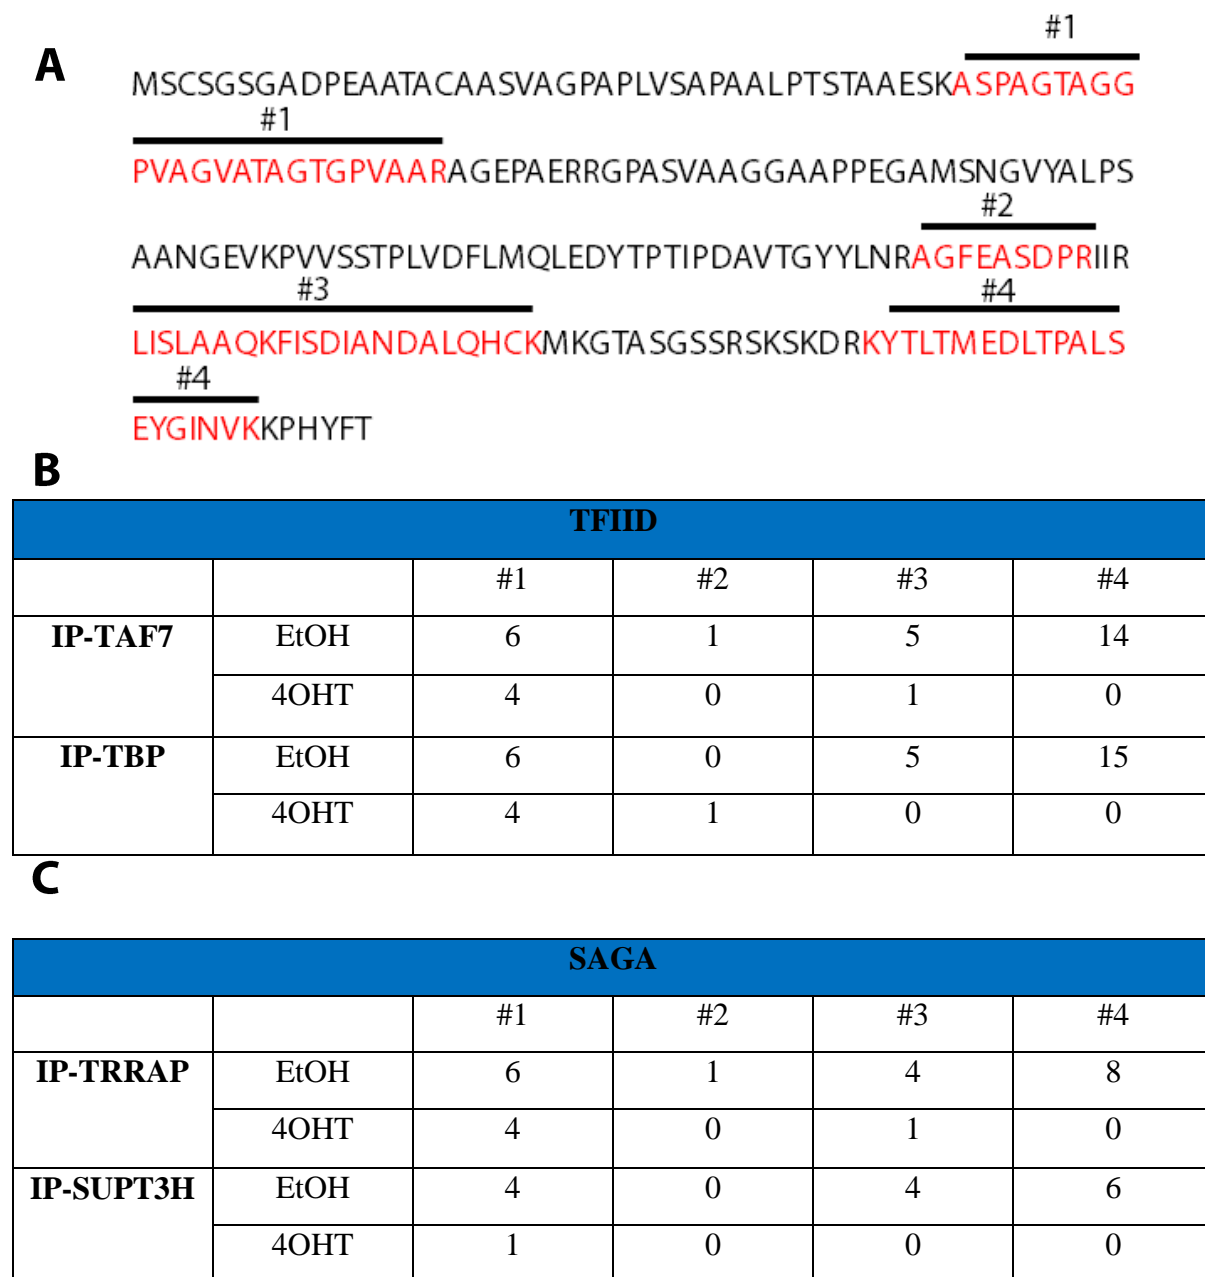 A
#1
MSCSGSGADPEAATACAASVAGPAPLVSAPAALPTSTAAESKASPAGTAGG
#1
PVAGVATAGTGPVAARAGEPAERRGPASVAAGGAAPPEGAMSNGVYALPS
#2
AANGEVKPVVSSTPLVDFLMQLEDYTPTIPDAVTGYYLNRAGFEASDPRIIR
#3 #4
LISLAAQKFISDIANDALQHCKMKGTASGSSRSKSKDRKYTLTMEDLTPALS
#4
EYGINVKKPHYFT
B
TFIID
#1 #2 #3 #4
IP-TAF7 EtOH 6 1 5 14
4OHT 4 0 1 0
IP-TBP EtOH 6 0 5 15
4OHT 4 1 0 0
C
SAGA
#1 #2 #3 #4
IP-TRRAP EtOH 6 1 4 8
4OHT 4 0 1 0
IP-SUPT3H EtOH 4 0 4 6
4OHT 1 0 0 0